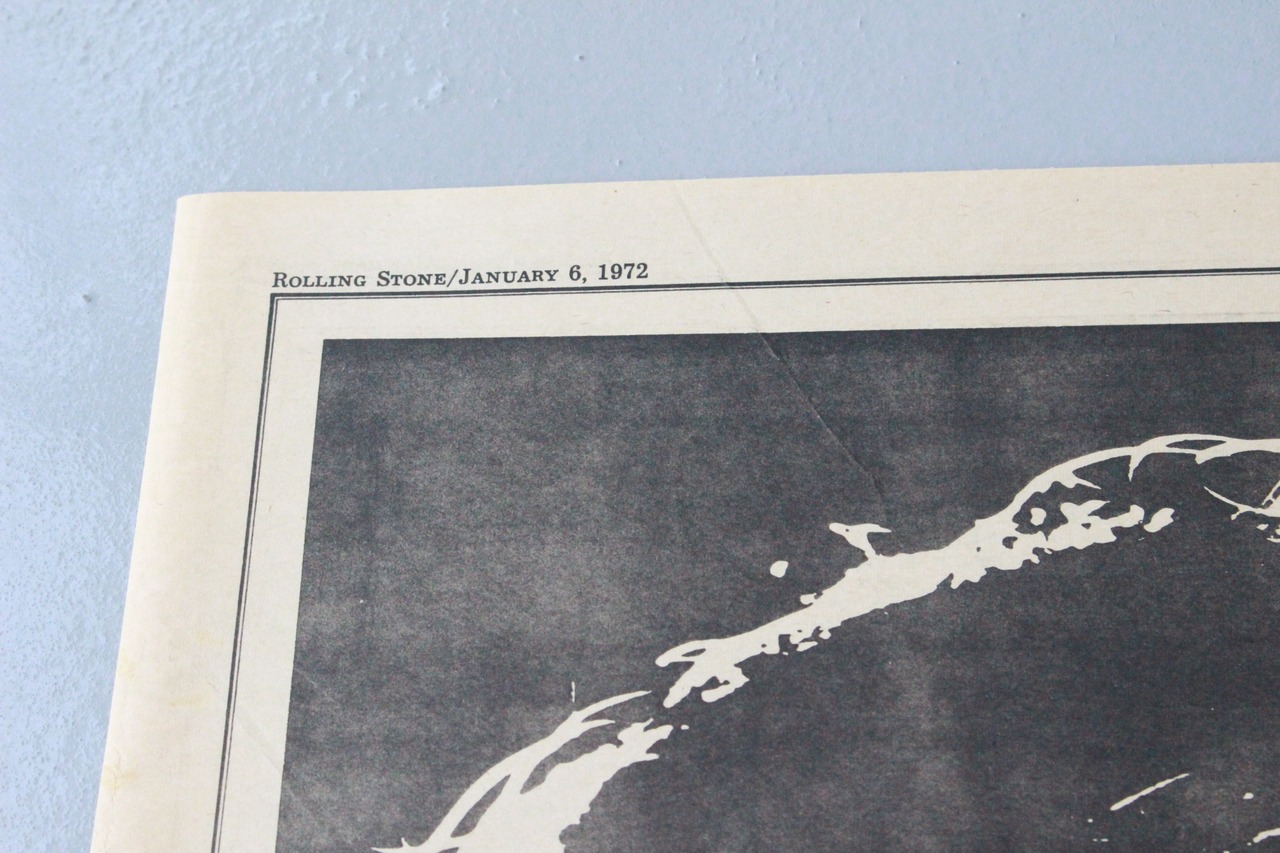 Rolling Stone/January 6, 1972